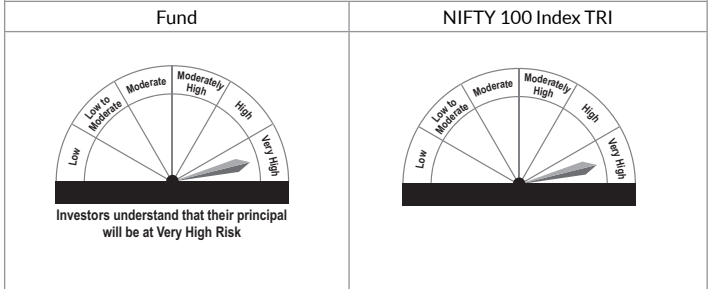 Fund
NIFTY 100 Index TRI
Low
Low to
Moderate
Moderate
Moderately
High
High
Very High
Investors understand that their principal
will be at Very High Risk
Low
Low to
Moderate
Moderate
Moderately
High
High
Very High